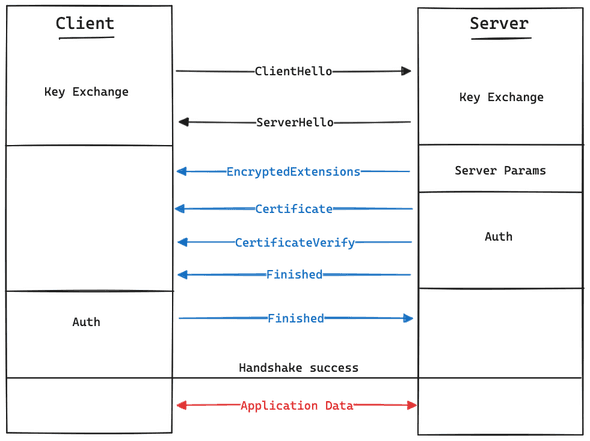 Client
Server
ClientHello
Key Exchange
Key Exchange
ServerHello
EncryptedExtensions
Server Params
Certificate
CertificateVerify
Auth
Finished
Finished
Auth
Handshake success
Application Data